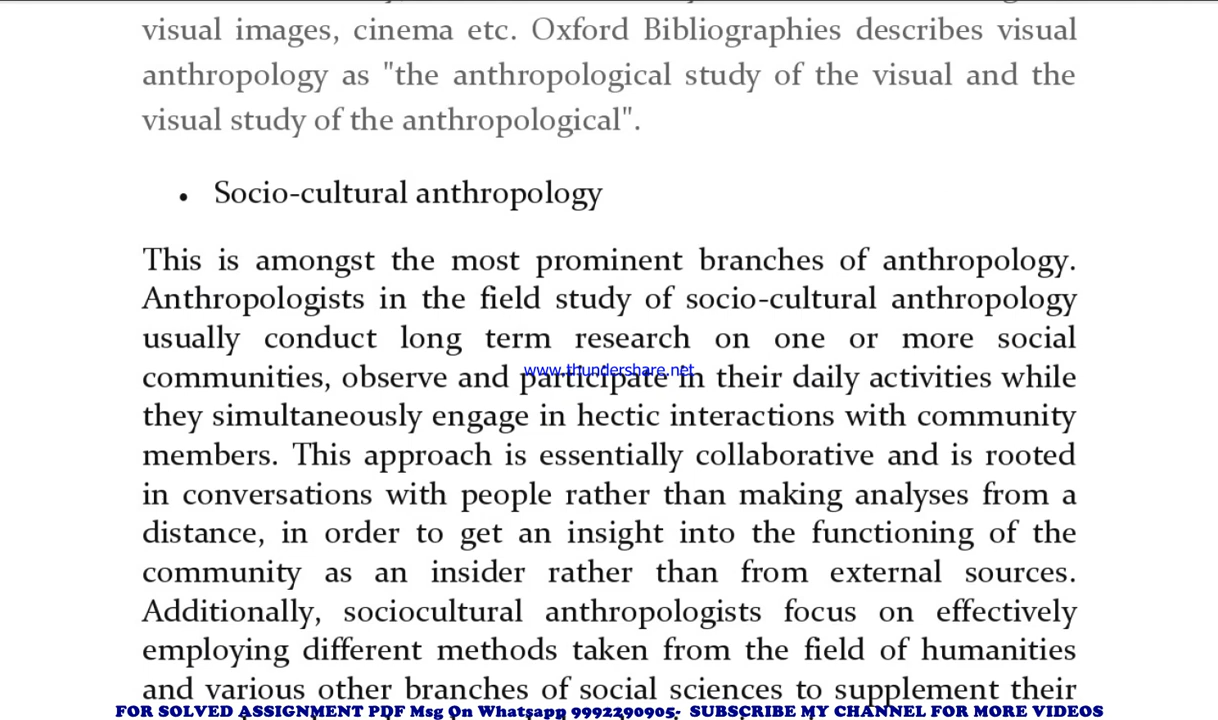 visual images, cinema etc. Oxford Bibliographies describes visual
anthropology as "the anthropological study of the visual and the
visual study of the anthropological".
• Socio-cultural anthropology
This is amongst the most prominent branches of anthropology.
Anthropologists in the field study of socio-cultural anthropology
usually conduct long term research on one or more social
www.thundershare.net
communities, observe and participate in their daily activities while
they simultaneously engage in hectic interactions with community
members. This approach is essentially collaborative and is rooted
in conversations with people rather than making analyses from a
distance, in order to get an insight into the functioning of the
community as an insider rather than from external sources.
Additionally, sociocultural anthropologists focus on effectively
employing different methods taken from the field of humanities
and various other branches of social sciences to supplement their
FOR SOLVED ASSIGNMENT PDF Msg On Whatsapp 9992290905- SUBSCRIBE MY CHANNEL FOR MORE VIDEOS